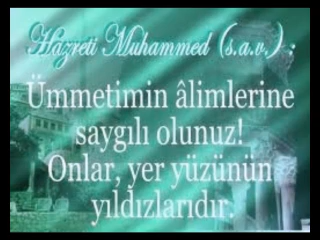 Hazreti Muhammed (s.a.v.) :
Ümmetimin âlimlerine
saygılı olunuz!
Onlar, yer yüzünün
yıldızlarıdır.